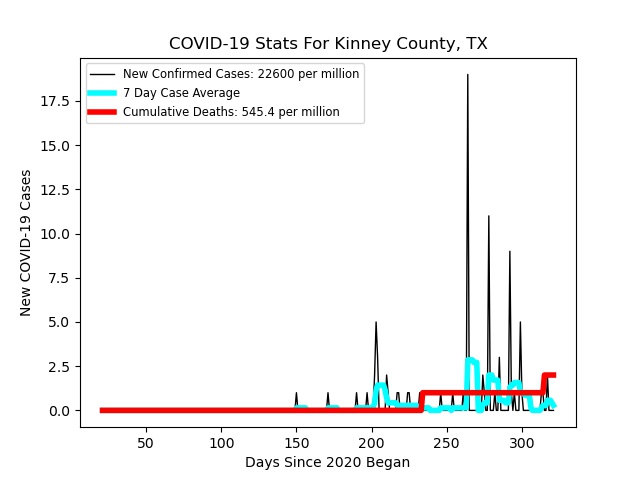 COVID-19 Stats For Kinney County, TX
New Confirmed Cases: 22600 per million
7 Day Case Average
Cumulative Deaths: 545.4 per million
New COVID-19 Cases
17.5
15.0
12.5
10.0
7.5
5.0
2.5
0.0
50 100 150 200 250 300
Days Since 2020 Began